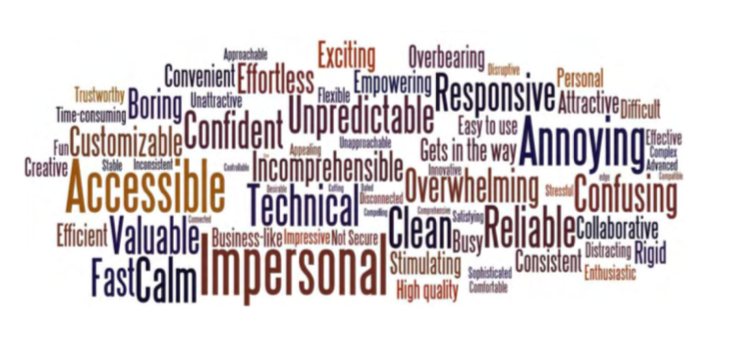 Approachable
Exciting
Overbearing
Disruptive
Convenient
Effortless
Empowering
Personal
Trustworthy
Boring
Unattractive
Flexible
Responsive
Attractive
Difficult
Time-consuming
Unpredictable
Easy to use
Annoying
Effective
Fun
Customizable
Confident
Unapproachable
Gets in the way
Complex
Creative
Stable
Inconsistent
Controllable
Appealing
Incomprehensible
Innovative
edge
Advanced
Compatible
Accessible
Desirable
Dated
Disconnected
Overwhelming
Stressful
Confusing
Technical
Compelling
Comprehensive
Satisfying
Connected
Efficient
Valuable
Business-like
Impressive
Not Secure
Clean
Busy
Reliable
Collaborative
Impersonal
Stimulating
Consistent
Distracting
Rigid
Fast
Calm
Sophisticated
Enthusiastic
High quality
Comfortable